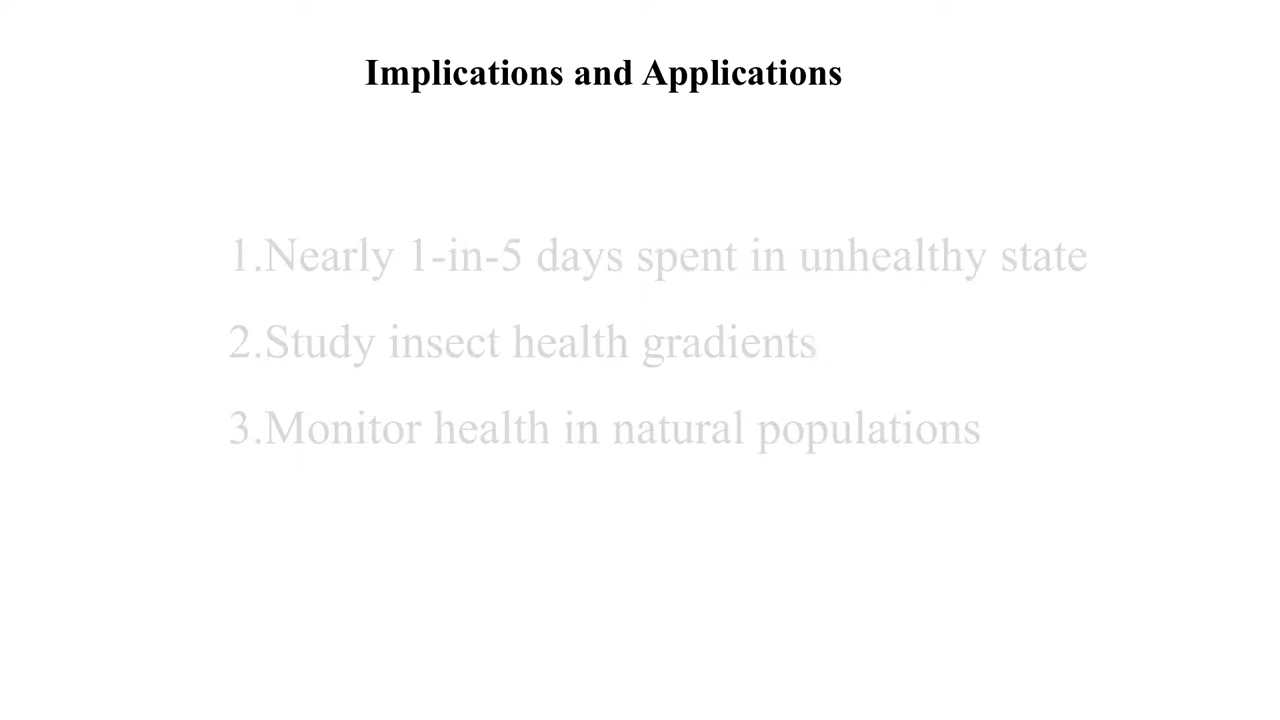 Implications and Applications
1.Nearly 1-in-5 days spent in unhealthy state
2.Study insect health gradients
3.Monitor health in natural populations